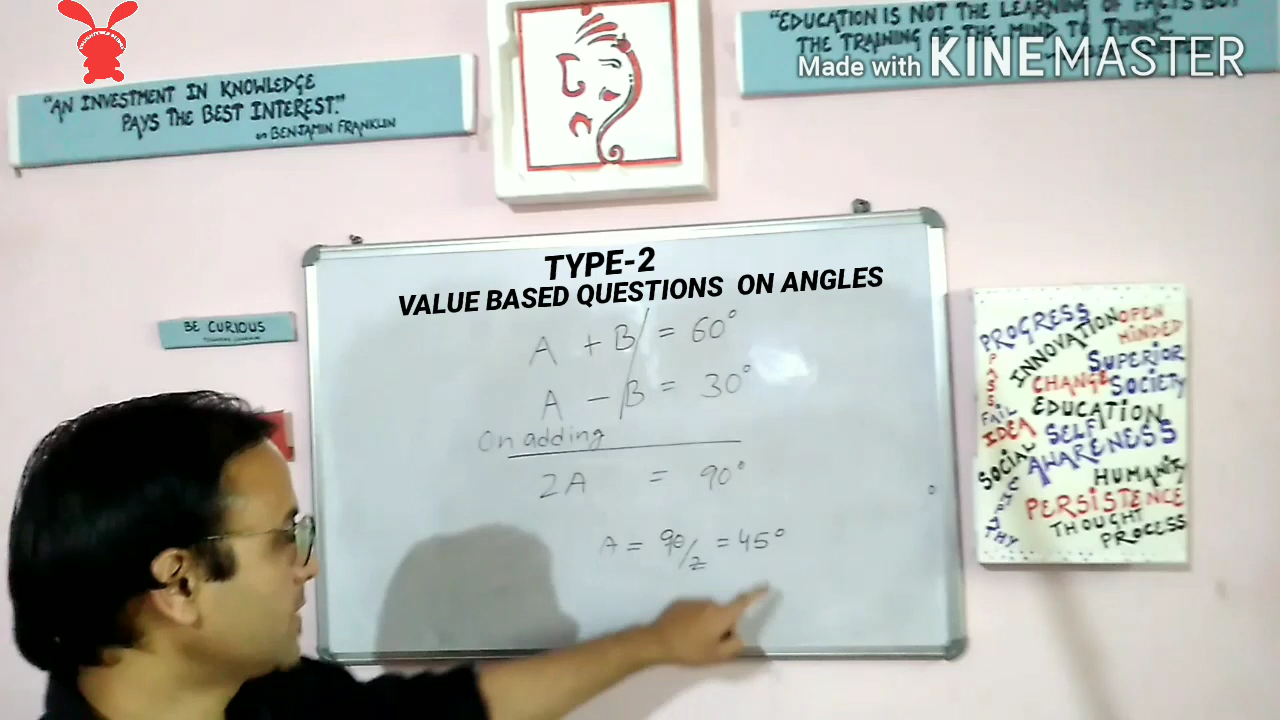 "AN INVESTMENT IN KNOWLEDGE
PAYS THE BEST INTEREST."
BENJAMIN FRANKLIN
"EDUCATION IS NOT THE LEARNING OF FACTS BUT
THE TRAINING OF THE MIND TO THINK"
Made with KINEMASTER
BE CURIOUS
TYPE-2
VALUE BASED QUESTIONS ON ANGLES
A + B = 60°
A - B = 30°
On adding
2A = 90°
A = 90/2 = 45°
PROGRESS
INNOVATION
OPEN
MINDED
PASS
SUPERIOR
CHANGE
SOCIETY
FAIL
EDUCATION
IDEA
SELF
AWARENESS
SOCIAL
HUMANITY
PERSISTENCE
THOUGHT
PROCESS